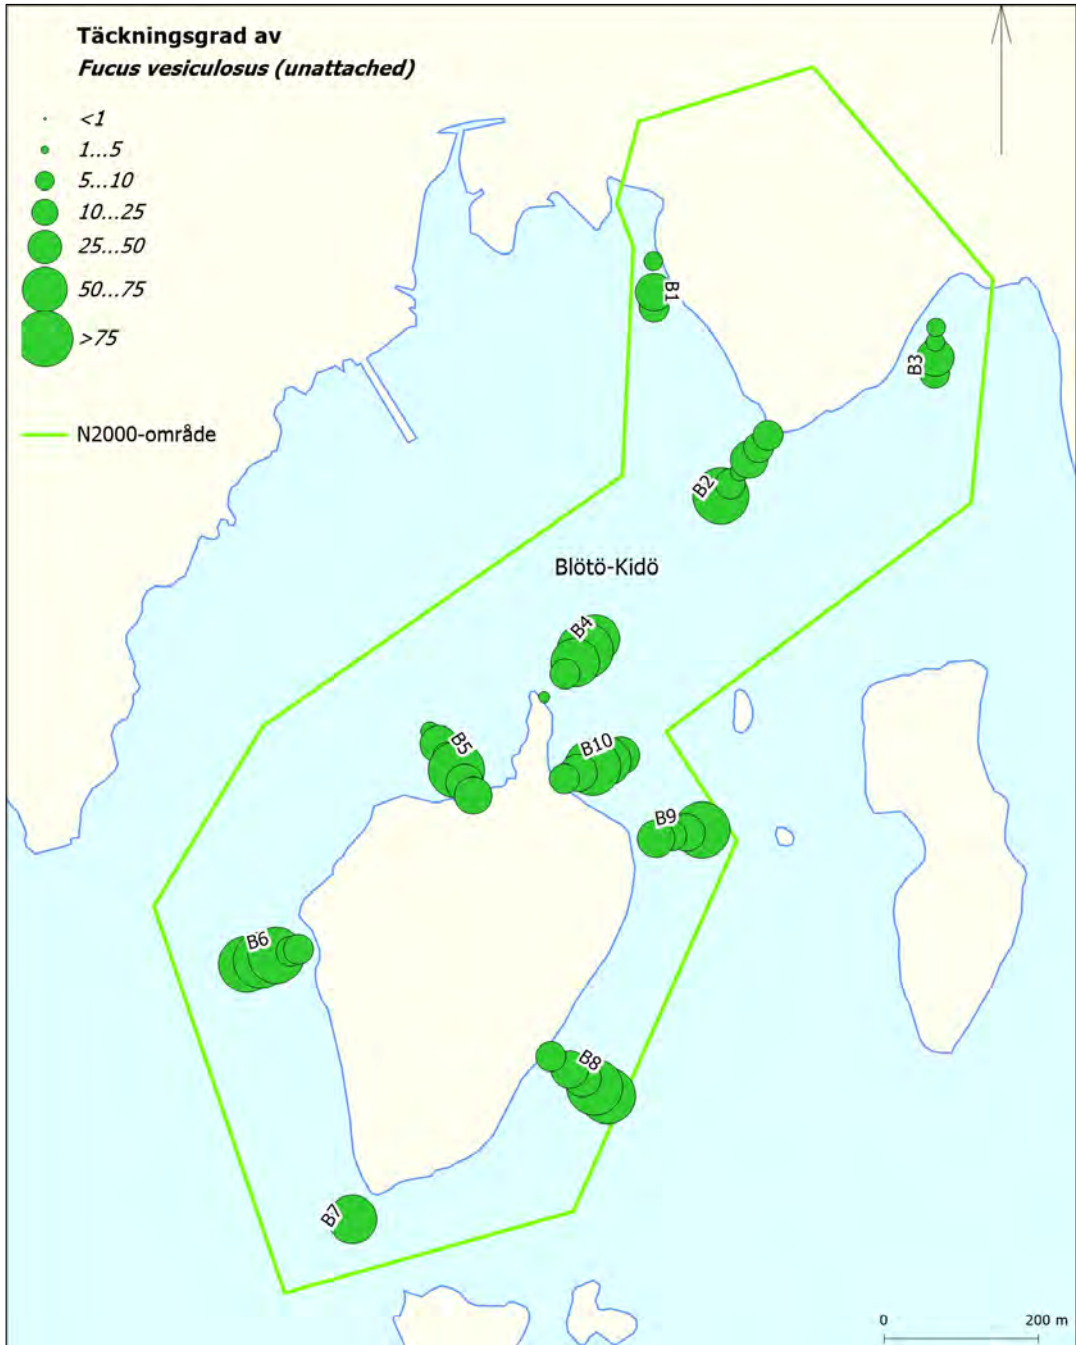 Täckningsgrad av
Fucus vesiculosus (unattached)
<1
1...5
5...10
10...25
25...50
50...75
>75
N2000-område
B1
B3
B2
Blötö-Kidö
B4
B5
B10
B9
B6
B8
B7
0 200 m